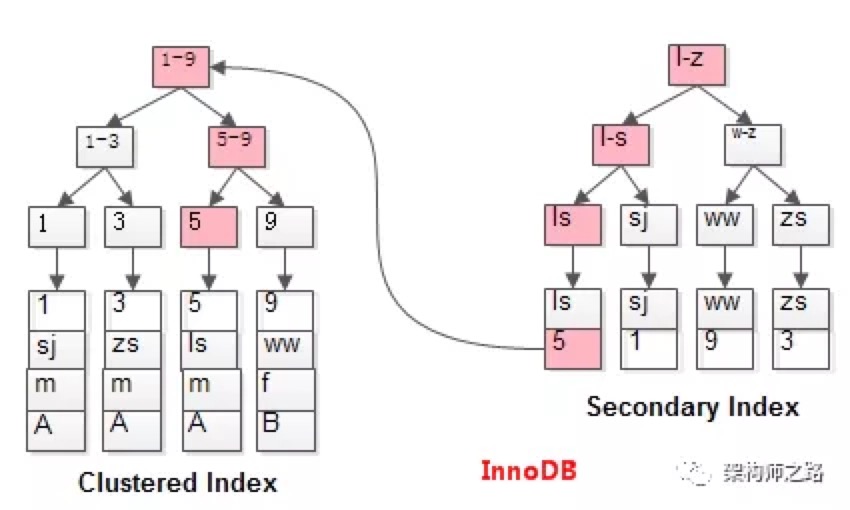 1-9
l-z
1-3
5-9
l-s
w-z
1
3
5
9
ls
sj
ww
zs
1
3
5
9
sj
zs
ls
ww
m
m
m
f
A
A
A
B
ls
sj
ww
zs
5
1
9
3
Clustered Index
Secondary Index
InnoDB
架构师之路